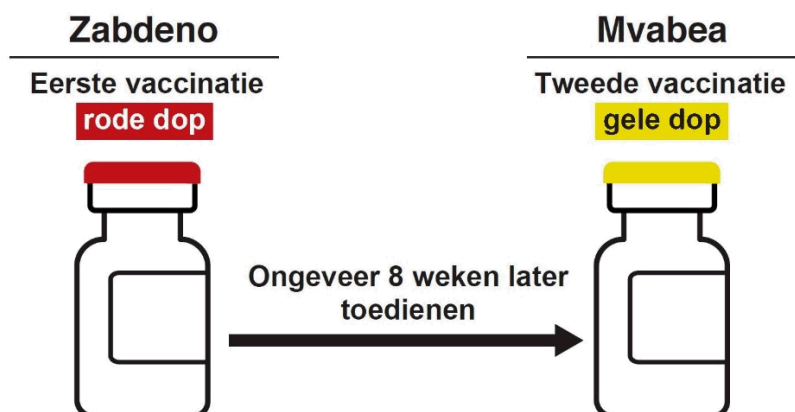 Zabdeno
Eerste vaccinatie
rode dop
Mvabea
Tweede vaccinatie
gele dop
Ongeveer 8 weken later
toedienen